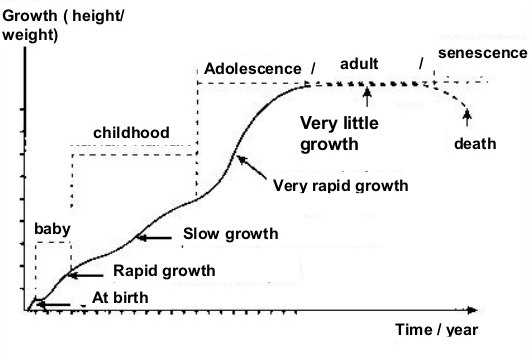 Growth ( height/
weight)
Adolescence / adult / senescence
childhood
Very little
growth
death
Very rapid growth
baby
Slow growth
Rapid growth
At birth
Time / year